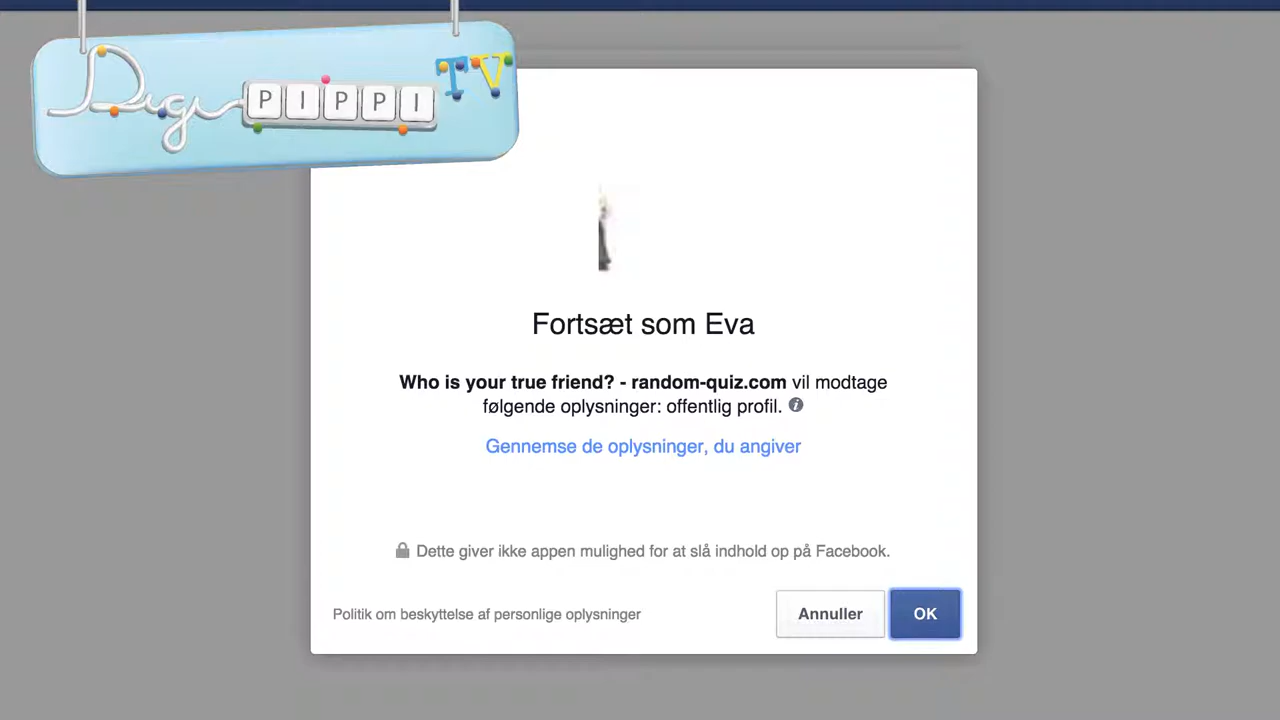 Digi PIPPI TV
Fortsæt som Eva
Who is your true friend? - random-quiz.com vil modtage
følgende oplysninger: offentlig profil.
Gennemse de oplysninger, du angiver
Dette giver ikke appen mulighed for at slå indhold op på Facebook.
Politik om beskyttelse af personlige oplysninger
Annuller
OK